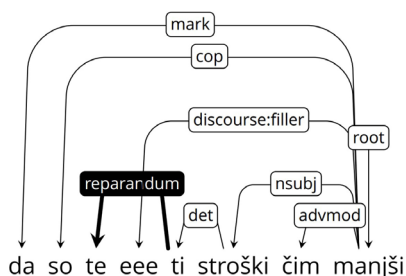 mark
cop
discourse:filler
root
reparandum
nsubj
det
advmod
da so te eee ti stroški čim manjši